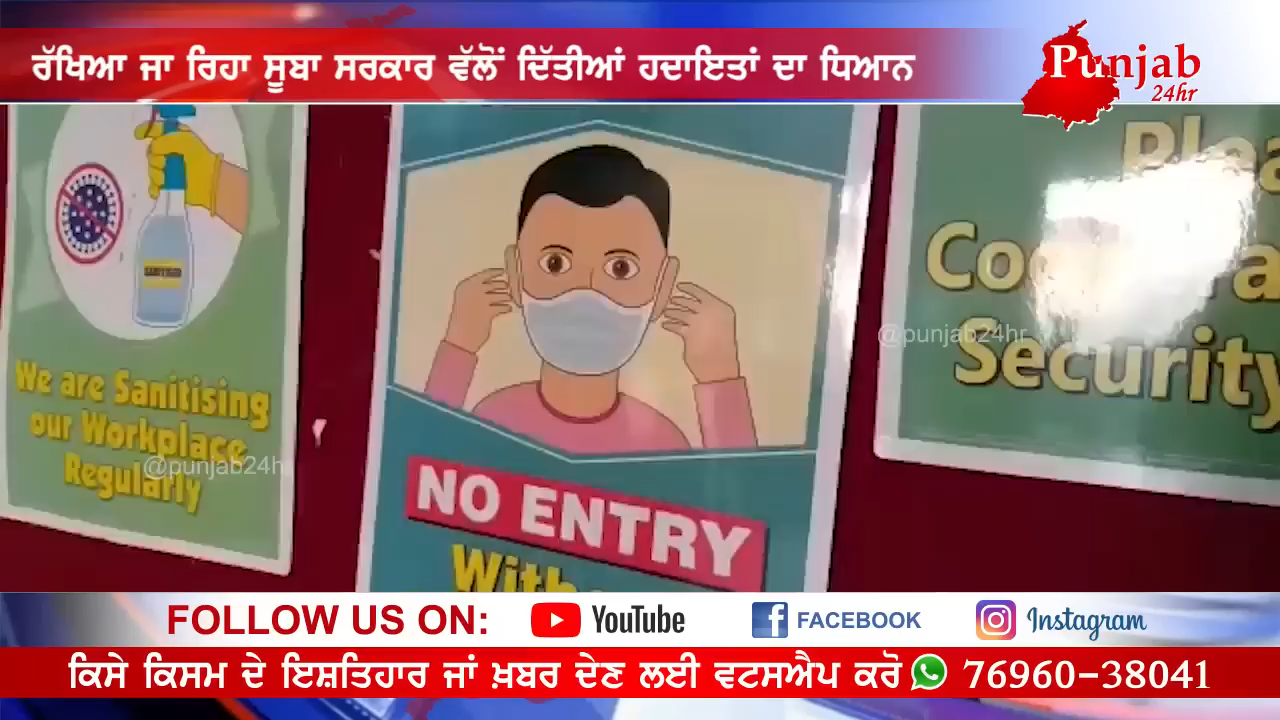 ਰੱਖਿਆ ਜਾ ਰਿਹਾ ਸੂਬਾ ਸਰਕਾਰ ਵੱਲੋਂ ਦਿੱਤੀਆਂ ਹਦਾਇਤਾਂ ਦਾ ਧਿਆਨ
Punjab
24hr
We are Sanitising
our Workplace
Regularly
@punjab24h
NO ENTRY
@punjab24hr
Security
FOLLOW US ON:
YouTube
FACEBOOK
Instagram
ਕਿਸੇ ਕਿਸਮ ਦੇ ਇਸ਼ਤਿਹਾਰ ਜਾਂ ਖ਼ਬਰ ਦੇਣ ਲਈ ਵਟਸਐਪ ਕਰੋ 76960-38041